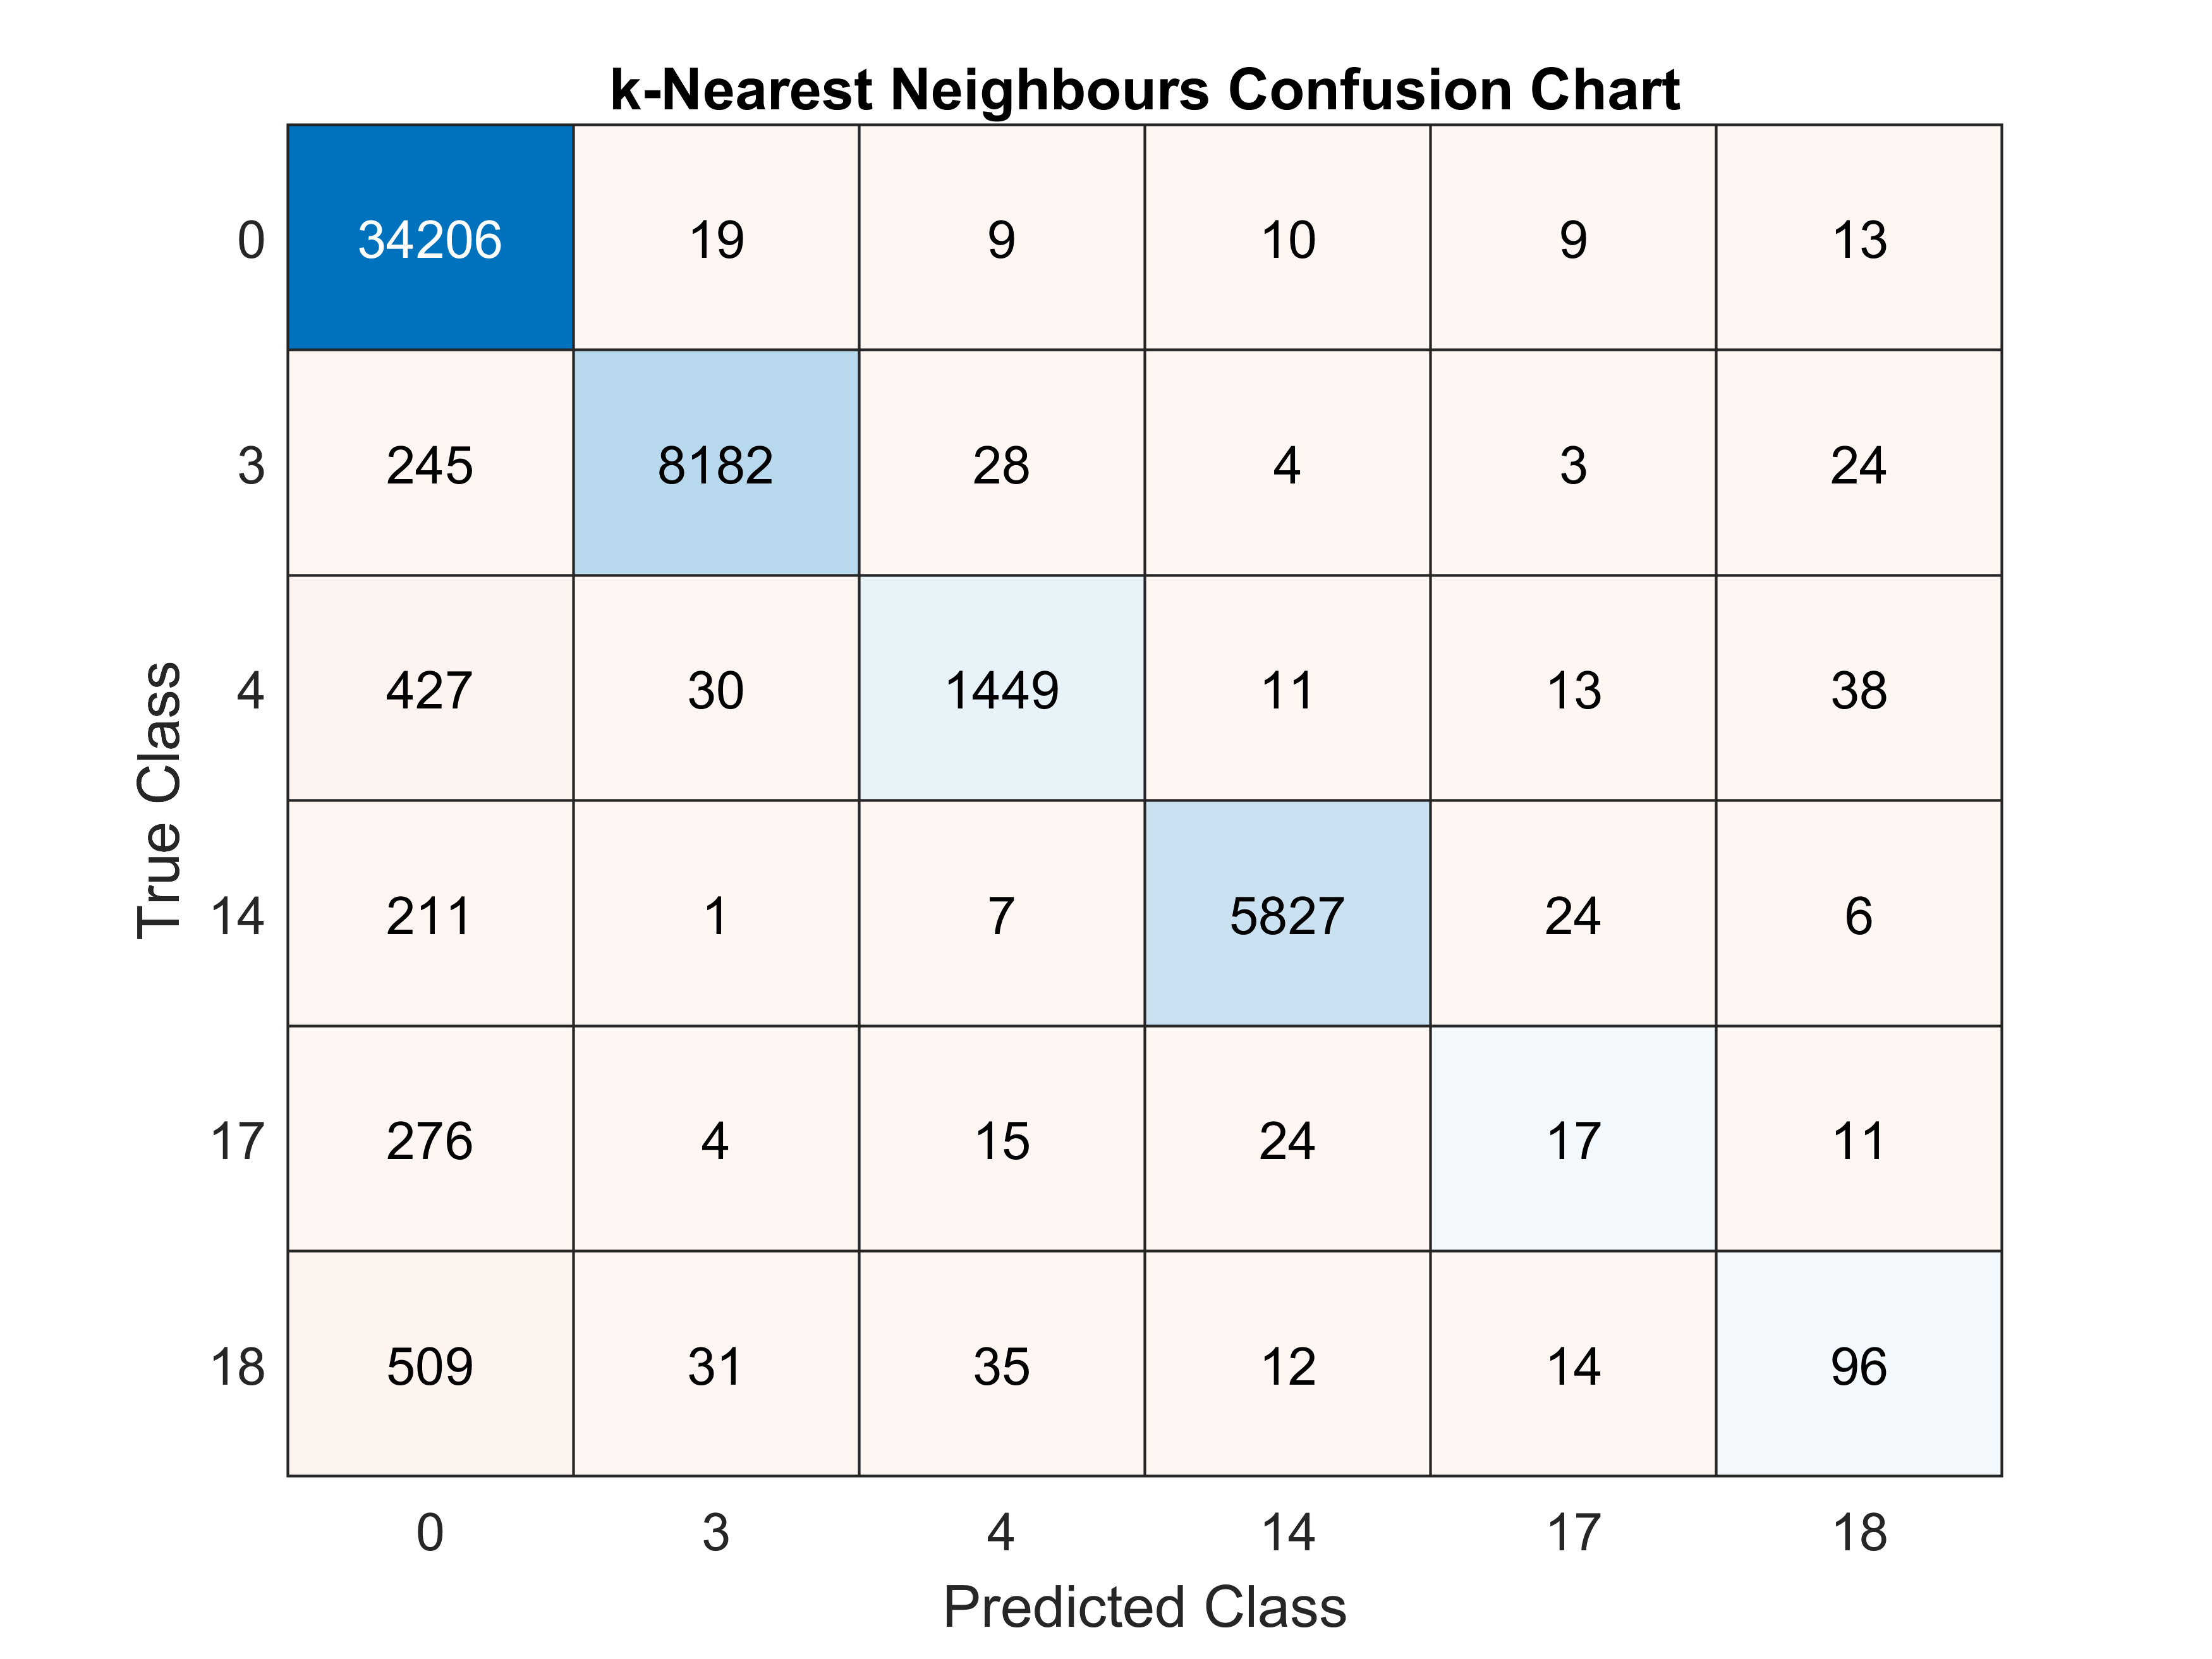 k-Nearest Neighbours Confusion Chart
0 34206 19 9 10 9 13
3 245 8182 28 4 3 24
4 427 30 1449 11 13 38
14 211 1 7 5827 24 6
17 276 4 15 24 17 11
18 509 31 35 12 14 96
0 3 4 14 17 18
Predicted Class
True Class